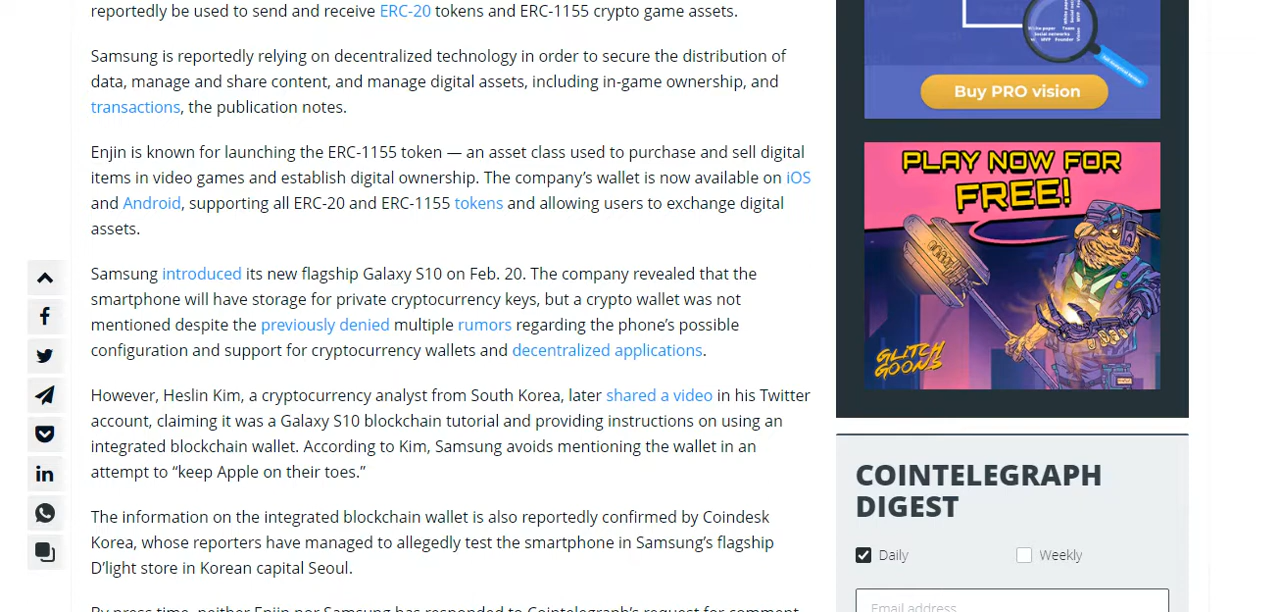 reportedly be used to send and receive ERC-20 tokens and ERC-1155 crypto game assets.
Samsung is reportedly relying on decentralized technology in order to secure the distribution of
data, manage and share content, and manage digital assets, including in-game ownership, and
transactions, the publication notes.
Enjin is known for launching the ERC-1155 token — an asset class used to purchase and sell digital
items in video games and establish digital ownership. The company’s wallet is now available on iOS
and Android, supporting all ERC-20 and ERC-1155 tokens and allowing users to exchange digital
assets.
Samsung introduced its new flagship Galaxy S10 on Feb. 20. The company revealed that the
smartphone will have storage for private cryptocurrency keys, but a crypto wallet was not
mentioned despite the previously denied multiple rumors regarding the phone’s possible
configuration and support for cryptocurrency wallets and decentralized applications.
However, Heslin Kim, a cryptocurrency analyst from South Korea, later shared a video in his Twitter
account, claiming it was a Galaxy S10 blockchain tutorial and providing instructions on using an
integrated blockchain wallet. According to Kim, Samsung avoids mentioning the wallet in an
attempt to “keep Apple on their toes.”
The information on the integrated blockchain wallet is also reportedly confirmed by Coindesk
Korea, whose reporters have managed to allegedly test the smartphone in Samsung’s flagship
D’light store in Korean capital Seoul.
By press time, neither Enjin nor Samsung has responded to Cointelegraph’s request for comment
Buy PRO vision
PLAY NOW FOR
FREE!
GLITCH
GOONS
COINTELEGRAPH
DIGEST
Daily
Weekly
Email address